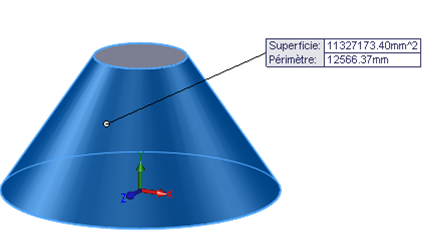 Superficie: 11327173.40mm^2
Périmètre: 12566.37mm
Z
X